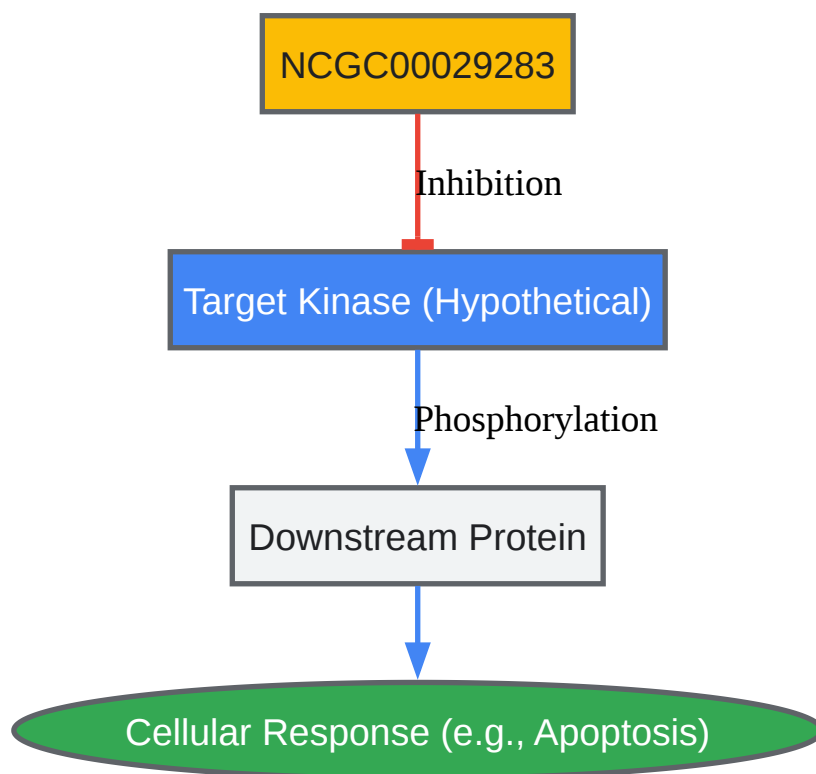 NCGC00029283
Inhibition
Target Kinase (Hypothetical)
Phosphorylation
Downstream Protein
Cellular Response (e.g., Apoptosis)